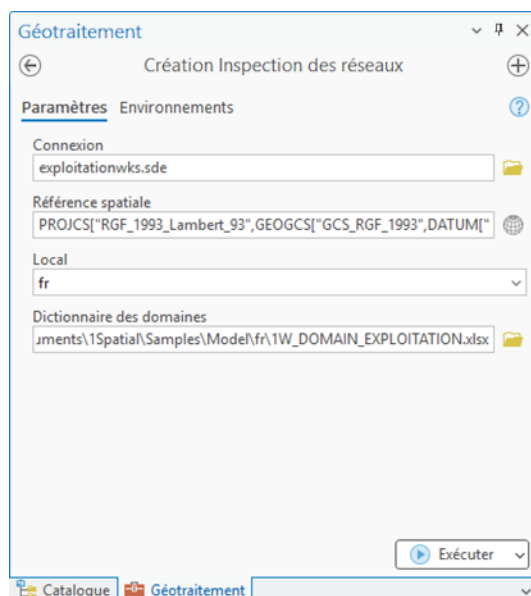 Géotraitement
Création Inspection des réseaux
Paramètres Environnements
Connexion
exploitationwks.sde
Référence spatiale
PROJCS["RGF_1993_Lambert_93",GEOGCS["GCS_RGF_1993",DATUM["
Local
fr
Dictionnaire des domaines
uments\1Spatial\Samples\Model\fr\1W_DOMAIN_EXPLOITATION.xlsx
Exécuter
Catalogue Géotraitement